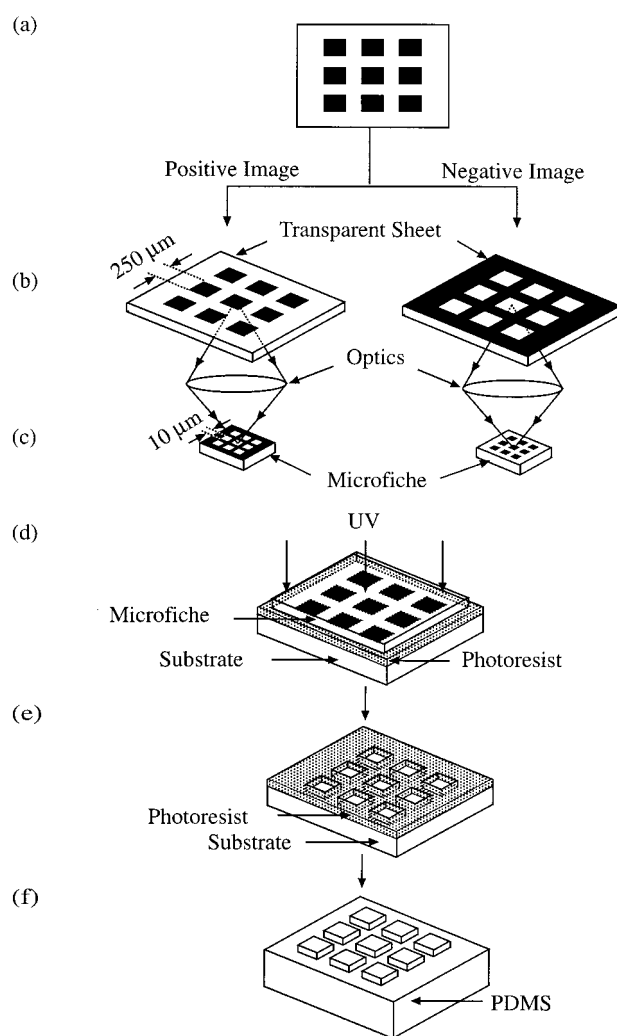 (a)
Positive Image
Negative Image
Transparent Sheet
250 μm
(b)
Optics
10 μm
(c)
Microfiche
UV
(d)
Microfiche
Substrate
Photoresist
(e)
Photoresist
Substrate
(f)
PDMS